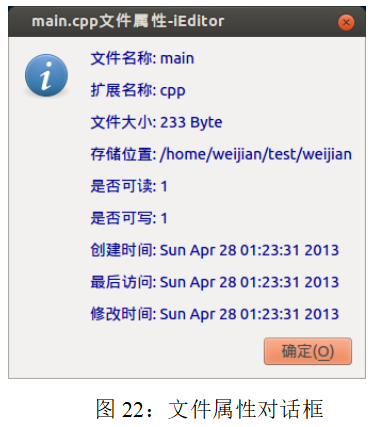 main.cpp文件属性-iEditor
文件名称: main
扩展名称: cpp
文件大小: 233 Byte
存储位置: /home/weijian/test/weijian
是否可读: 1
是否可写: 1
创建时间: Sun Apr 28 01:23:31 2013
最后访问: Sun Apr 28 01:23:31 2013
修改时间: Sun Apr 28 01:23:31 2013
确定(O)
图 22：文件属性对话框